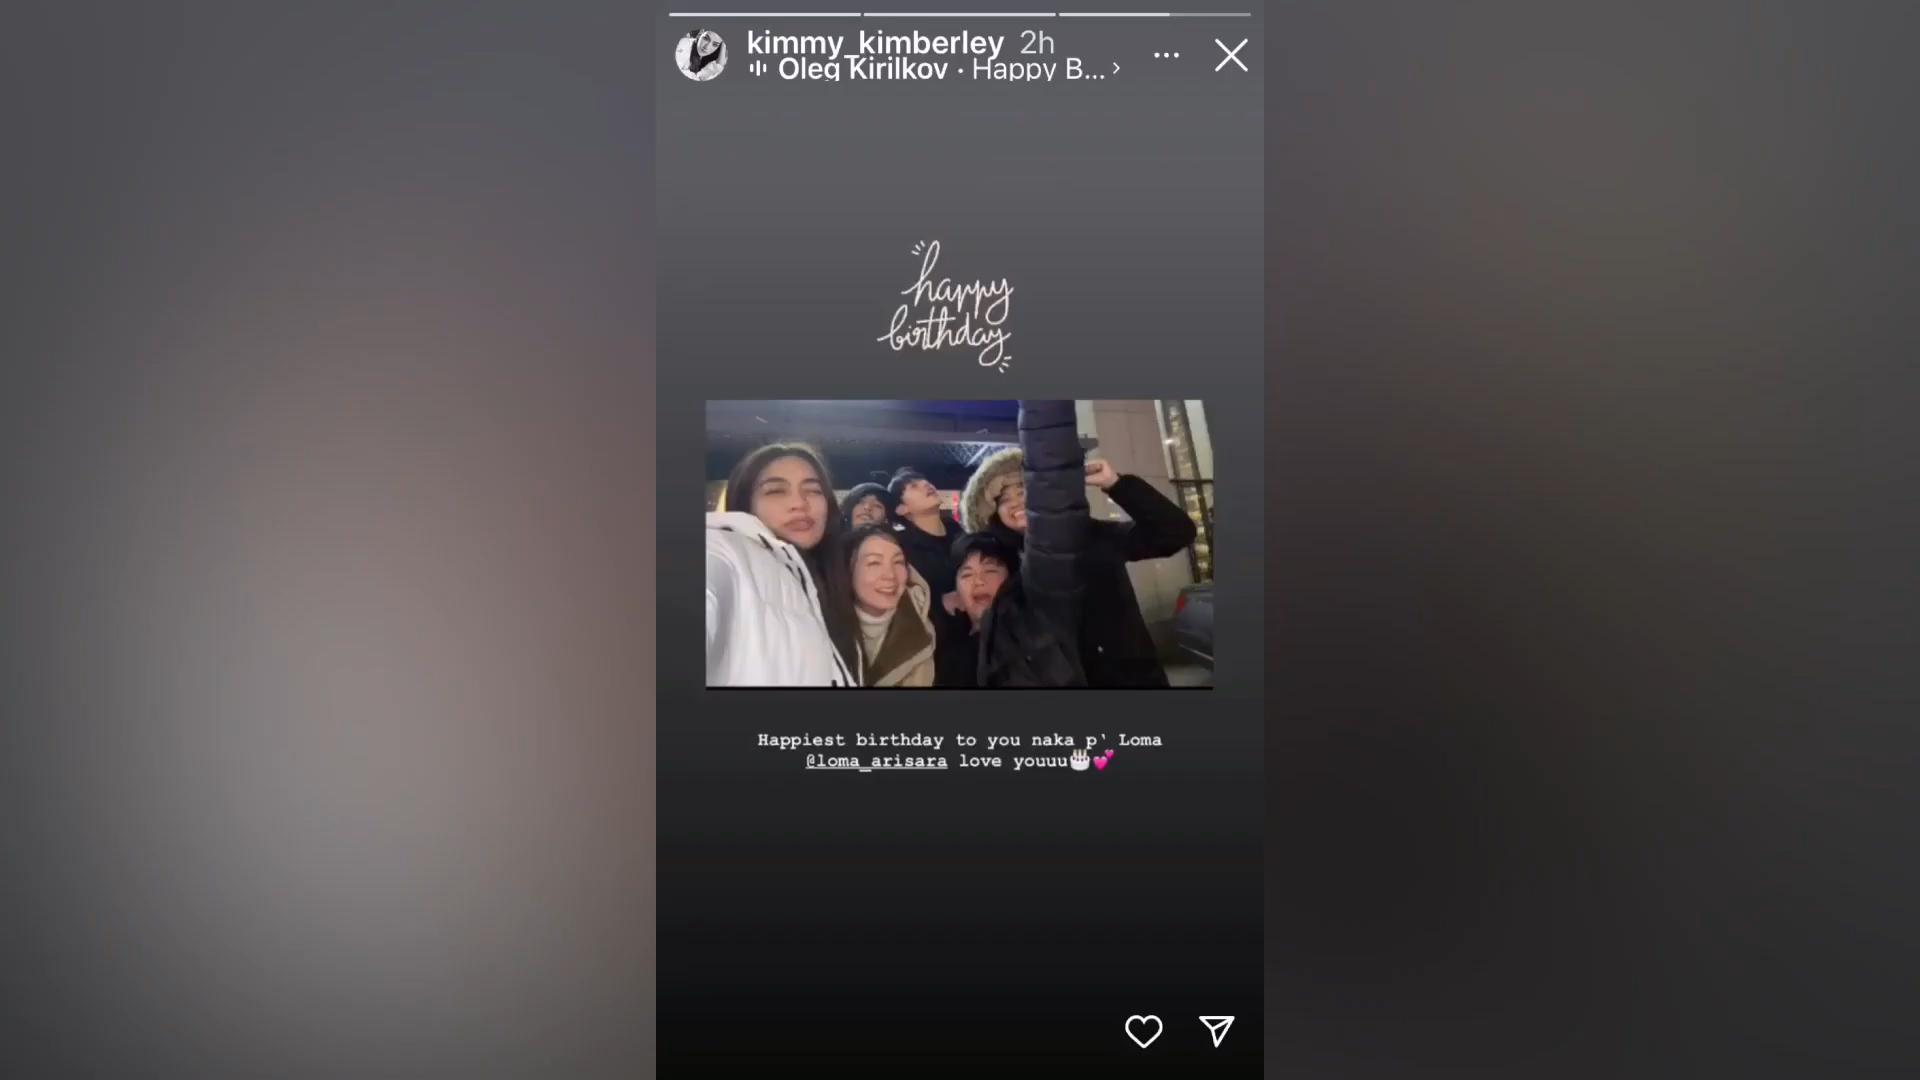 kimmy_kimberley 2h
Oleg Kirilkov · Happy B... ›
happy
birthday
Happiest birthday to you naka p' Loma
@loma_arisara love youuu🎂💕